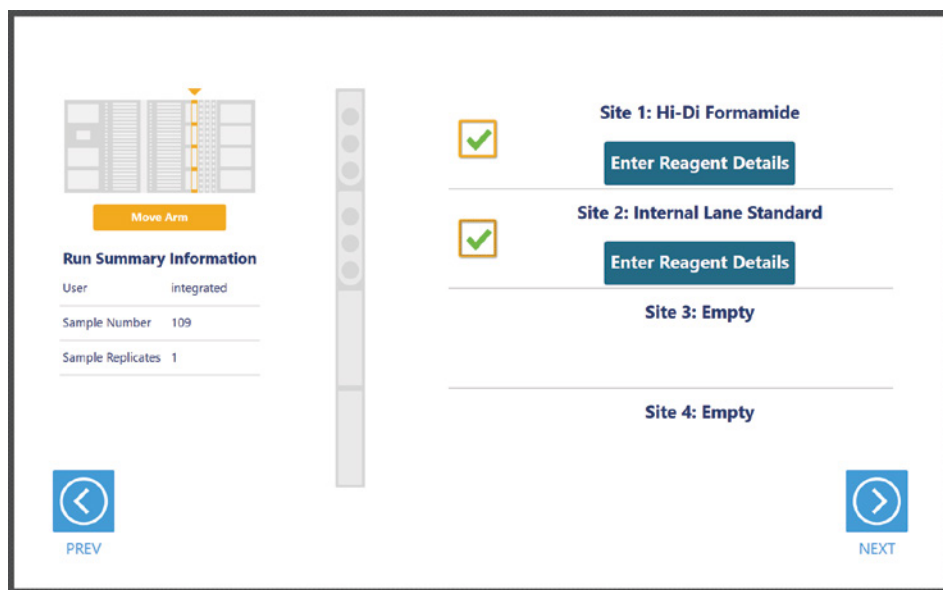 Move Arm
Run Summary Information
User integrated
Sample Number 109
Sample Replicates 1
Site 1: Hi-Di Formamide
Enter Reagent Details
Site 2: Internal Lane Standard
Enter Reagent Details
Site 3: Empty
Site 4: Empty
PREV
NEXT